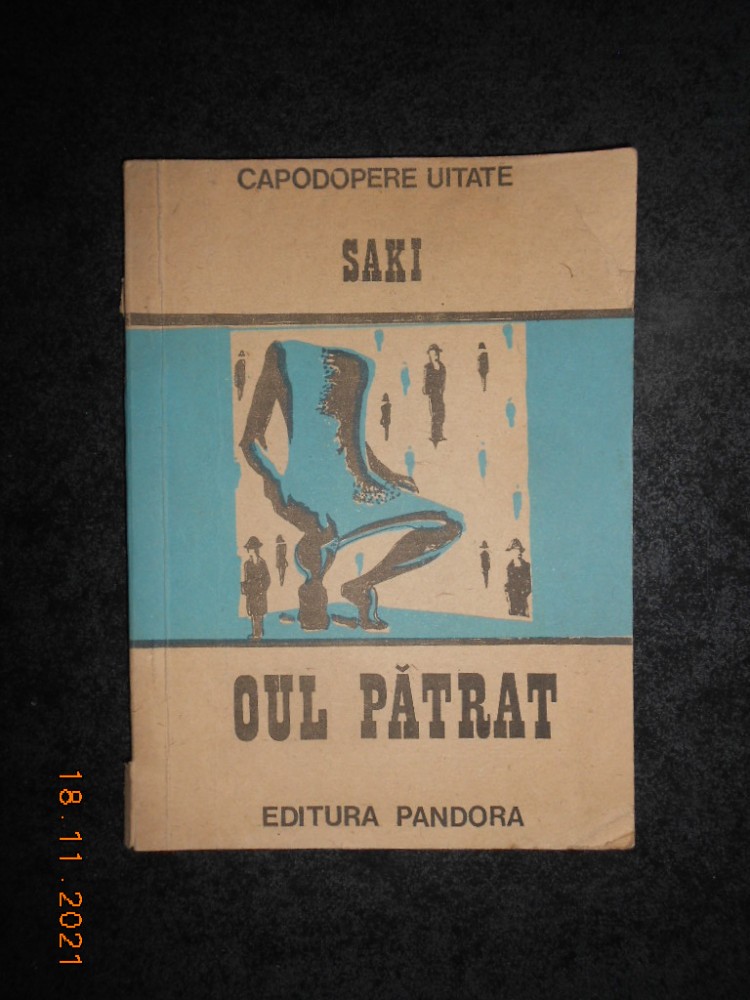 CAPODOPERE UITATE
SAKI
OUL PĂTRAT
EDITURA PANDORA
18.11.2021